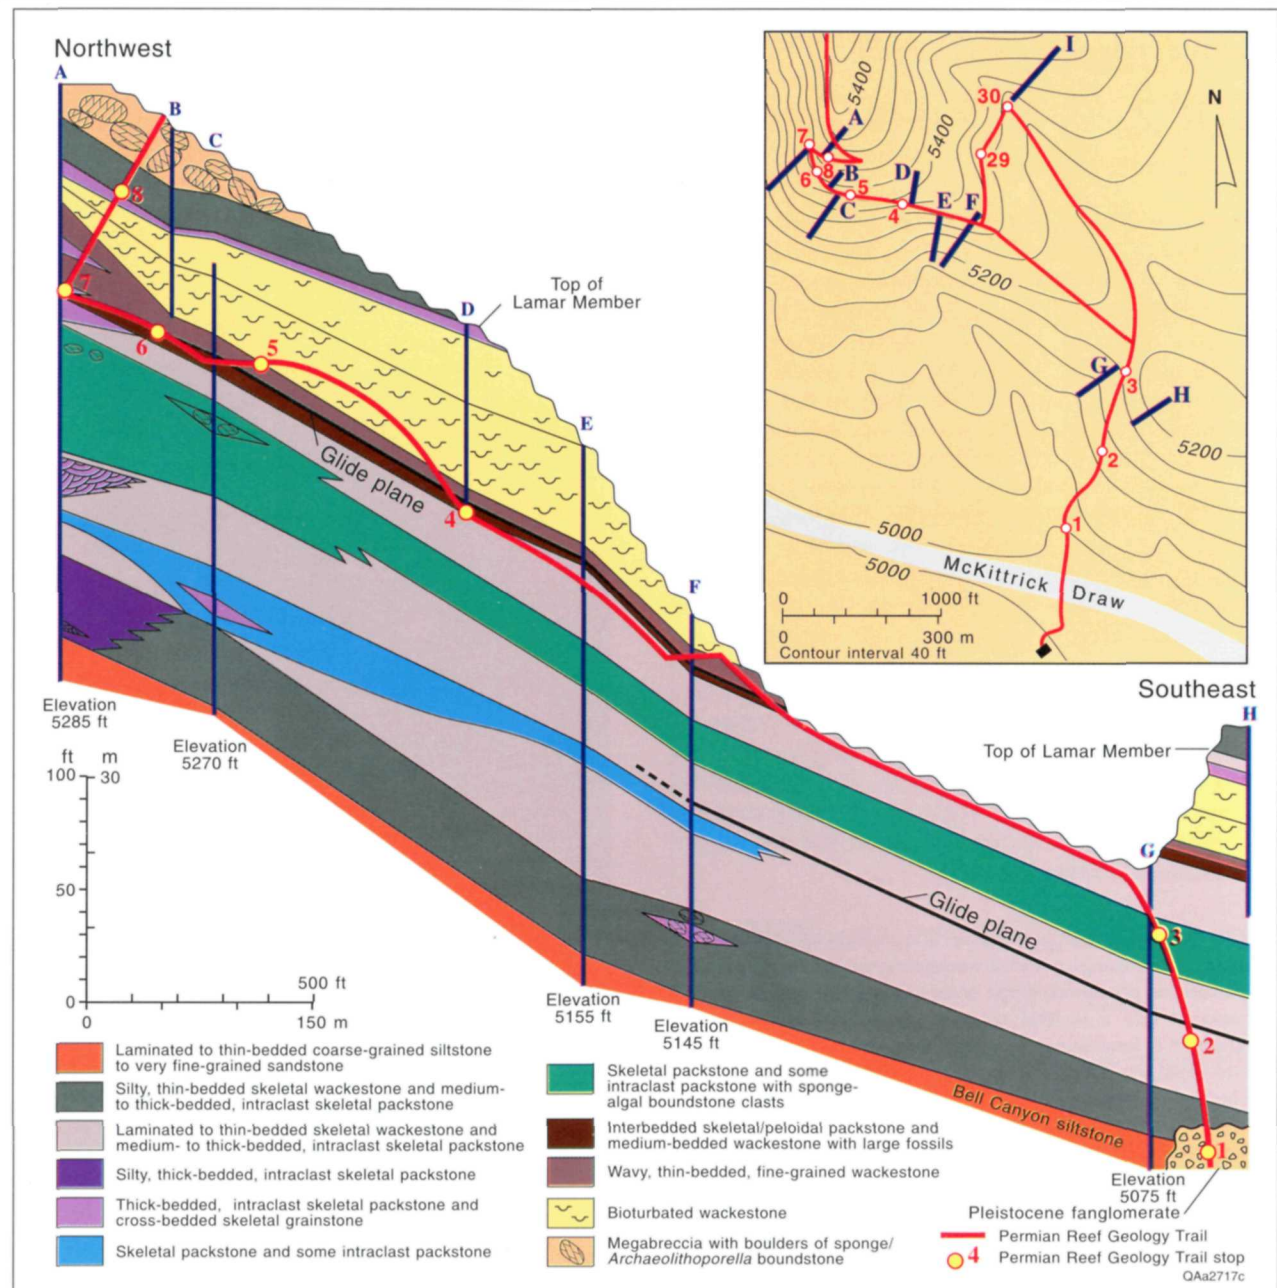 Northwest
A
B
C
8
7
6
5
D
Top of
Lamar Member
E
Glide plane
4
F
I
30
5400
A
N
7
5400
29
6
8
B
D
5
C
4
E
F
5200
G
3
H
2
5200
1
5000
5000
McKittrick Draw
0 1000 ft
0 300 m
Contour interval 40 ft
Southeast
H
Top of Lamar Member
Elevation
5285 ft
Elevation
5270 ft
ft m
100 30
50
0
500 ft
0 150 m
G
Glide plane
3
2
Elevation
5155 ft
Elevation
5145 ft
Bell Canyon siltstone
1
Elevation
5075 ft
Pleistocene fanglomerate
Laminated to thin-bedded coarse-grained siltstone
to very fine-grained sandstone
Silty, thin-bedded skeletal wackestone and medium-
to thick-bedded, intraclast skeletal packstone
Laminated to thin-bedded skeletal wackestone and
medium- to thick-bedded, intraclast skeletal packstone
Silty, thick-bedded, intraclast skeletal packstone
Thick-bedded, intraclast skeletal packstone and
cross-bedded skeletal grainstone
Skeletal packstone and some intraclast packstone
Skeletal packstone and some
intraclast packstone with sponge-
algal boundstone clasts
Interbedded skeletal/peloidal packstone and
medium-bedded wackestone with large fossils
Wavy, thin-bedded, fine-grained wackestone
Bioturbated wackestone
Megabreccia with boulders of sponge/
Archaeolithoporella boundstone
Permian Reef Geology Trail
4 Permian Reef Geology Trail stop
QAa2717c